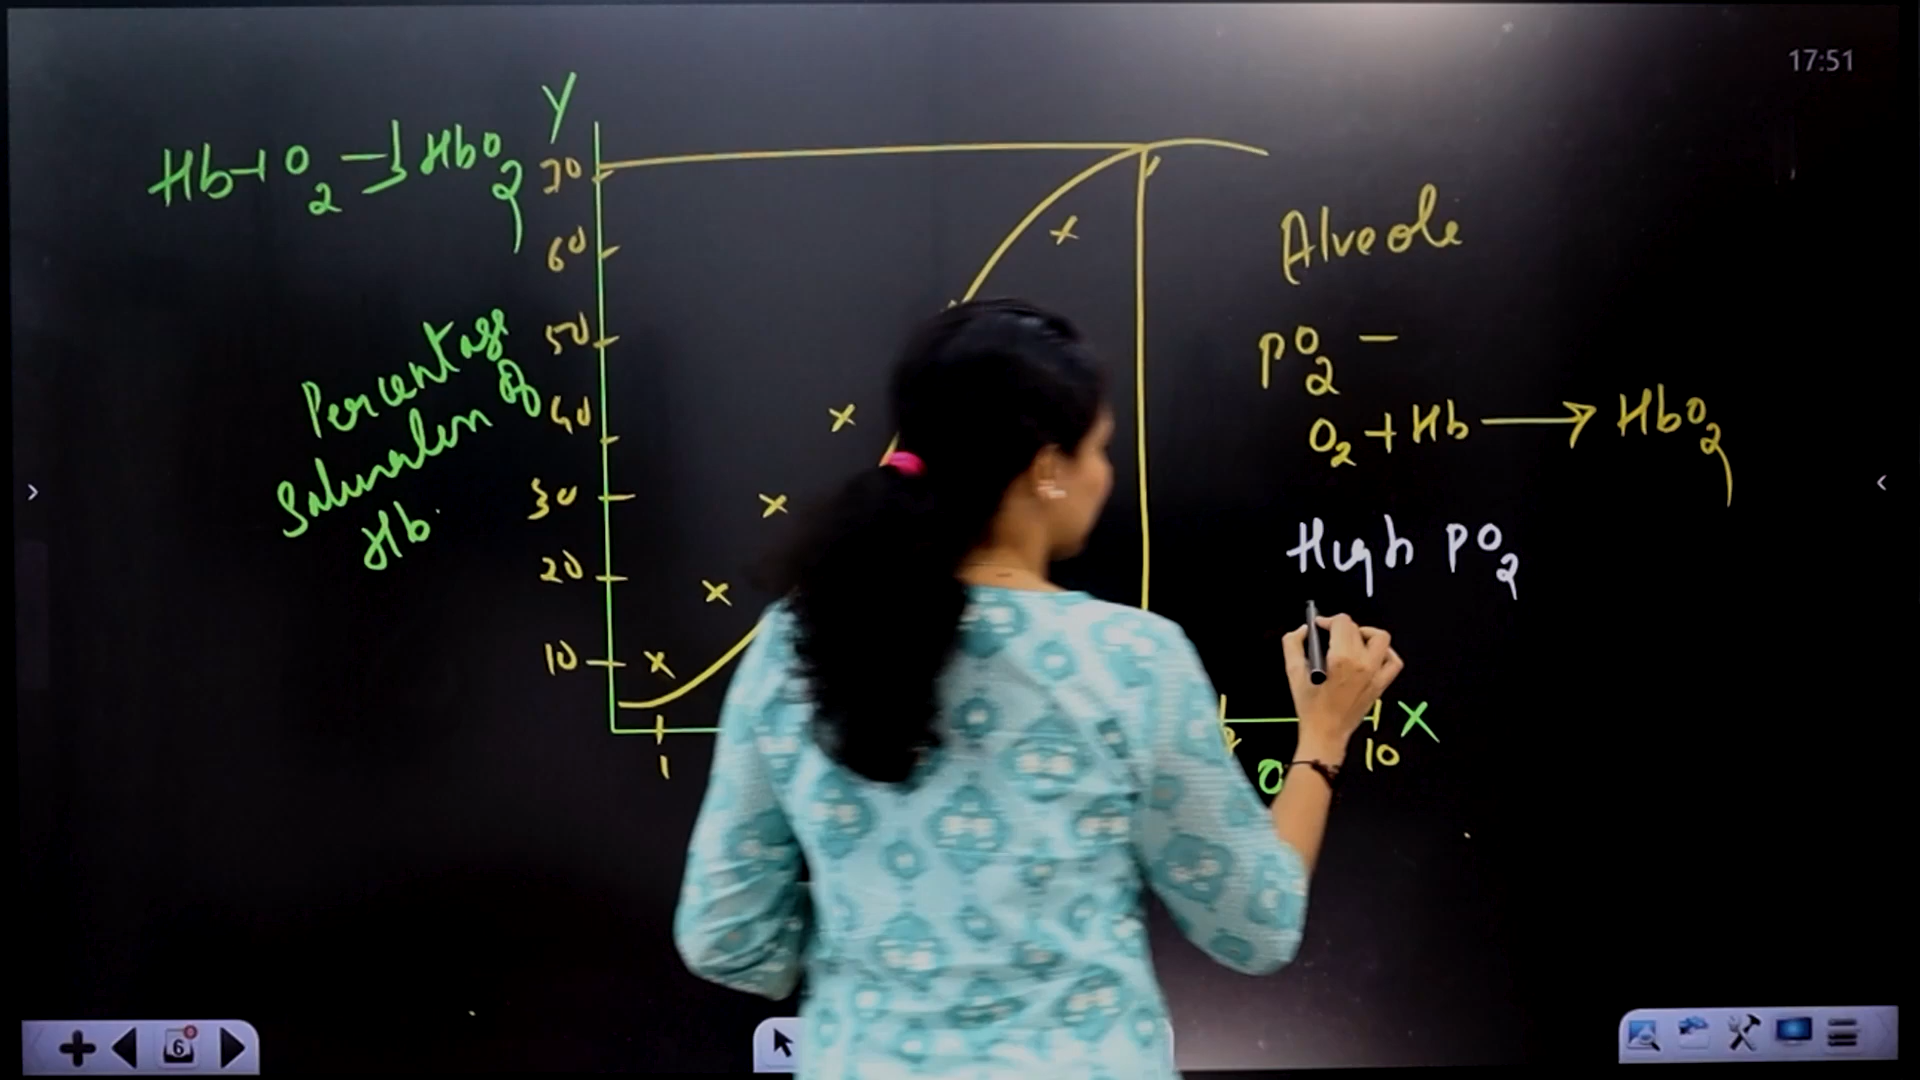 17:51
Y
Hb + O2 → HbO2
70
60
50
40
30
20
10
Percentage
Saturation of
Hb
1
10
X
Alveole
PO2 -
O2 + Hb → HbO2
High PO2
6